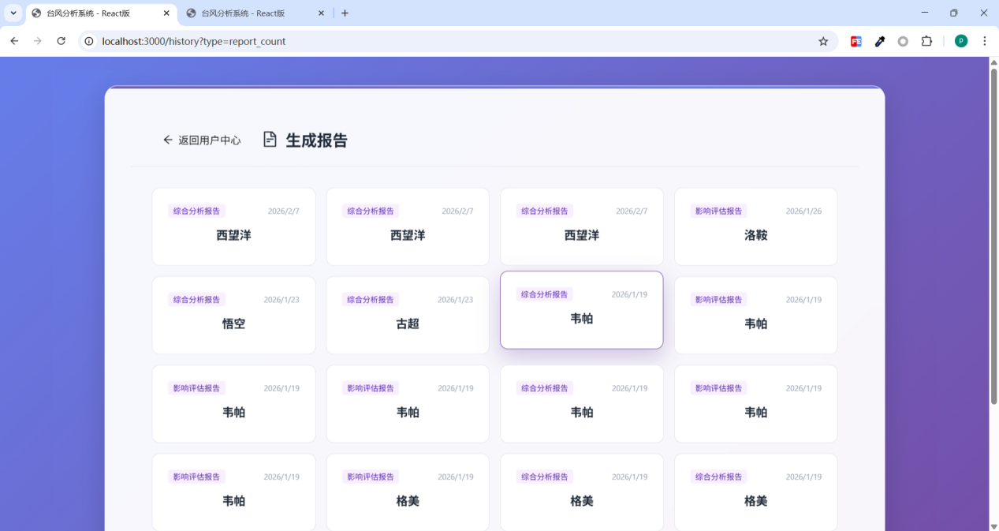 台风分析系统 - React版
台风分析系统 - React版
localhost:3000/history?type=report_count
返回用户中心
生成报告
综合分析报告 2026/2/7
西望洋
综合分析报告 2026/2/7
西望洋
综合分析报告 2026/2/7
西望洋
影响评估报告 2026/1/26
洛鞍
综合分析报告 2026/1/23
悟空
综合分析报告 2026/1/23
古超
综合分析报告 2026/1/19
韦帕
影响评估报告 2026/1/19
韦帕
影响评估报告 2026/1/19
韦帕
影响评估报告 2026/1/19
韦帕
综合分析报告 2026/1/19
韦帕
影响评估报告 2026/1/19
韦帕
影响评估报告 2026/1/19
韦帕
影响评估报告 2026/1/19
格美
综合分析报告 2026/1/19
格美
综合分析报告 2026/1/19
格美